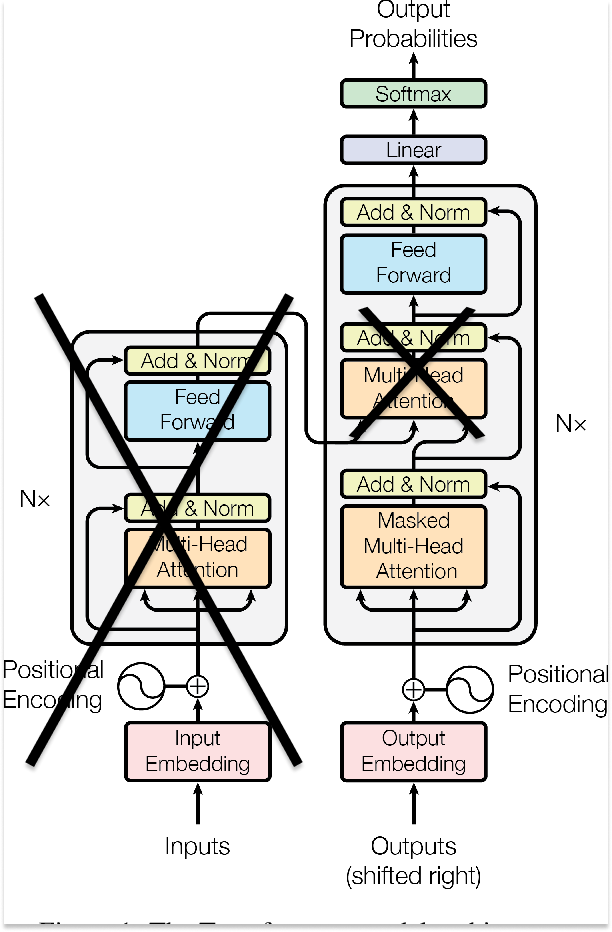 Output
Probabilities
Softmax
Linear
Add & Norm
Feed
Forward
Add & Norm
Multi-Head
Attention
Add & Norm
Masked
Multi-Head
Attention
Nx
Positional
Encoding
Output
Embedding
Outputs
(shifted right)
Add & Norm
Feed
Forward
Add & Norm
Multi-Head
Attention
Nx
Positional
Encoding
Input
Embedding
Inputs